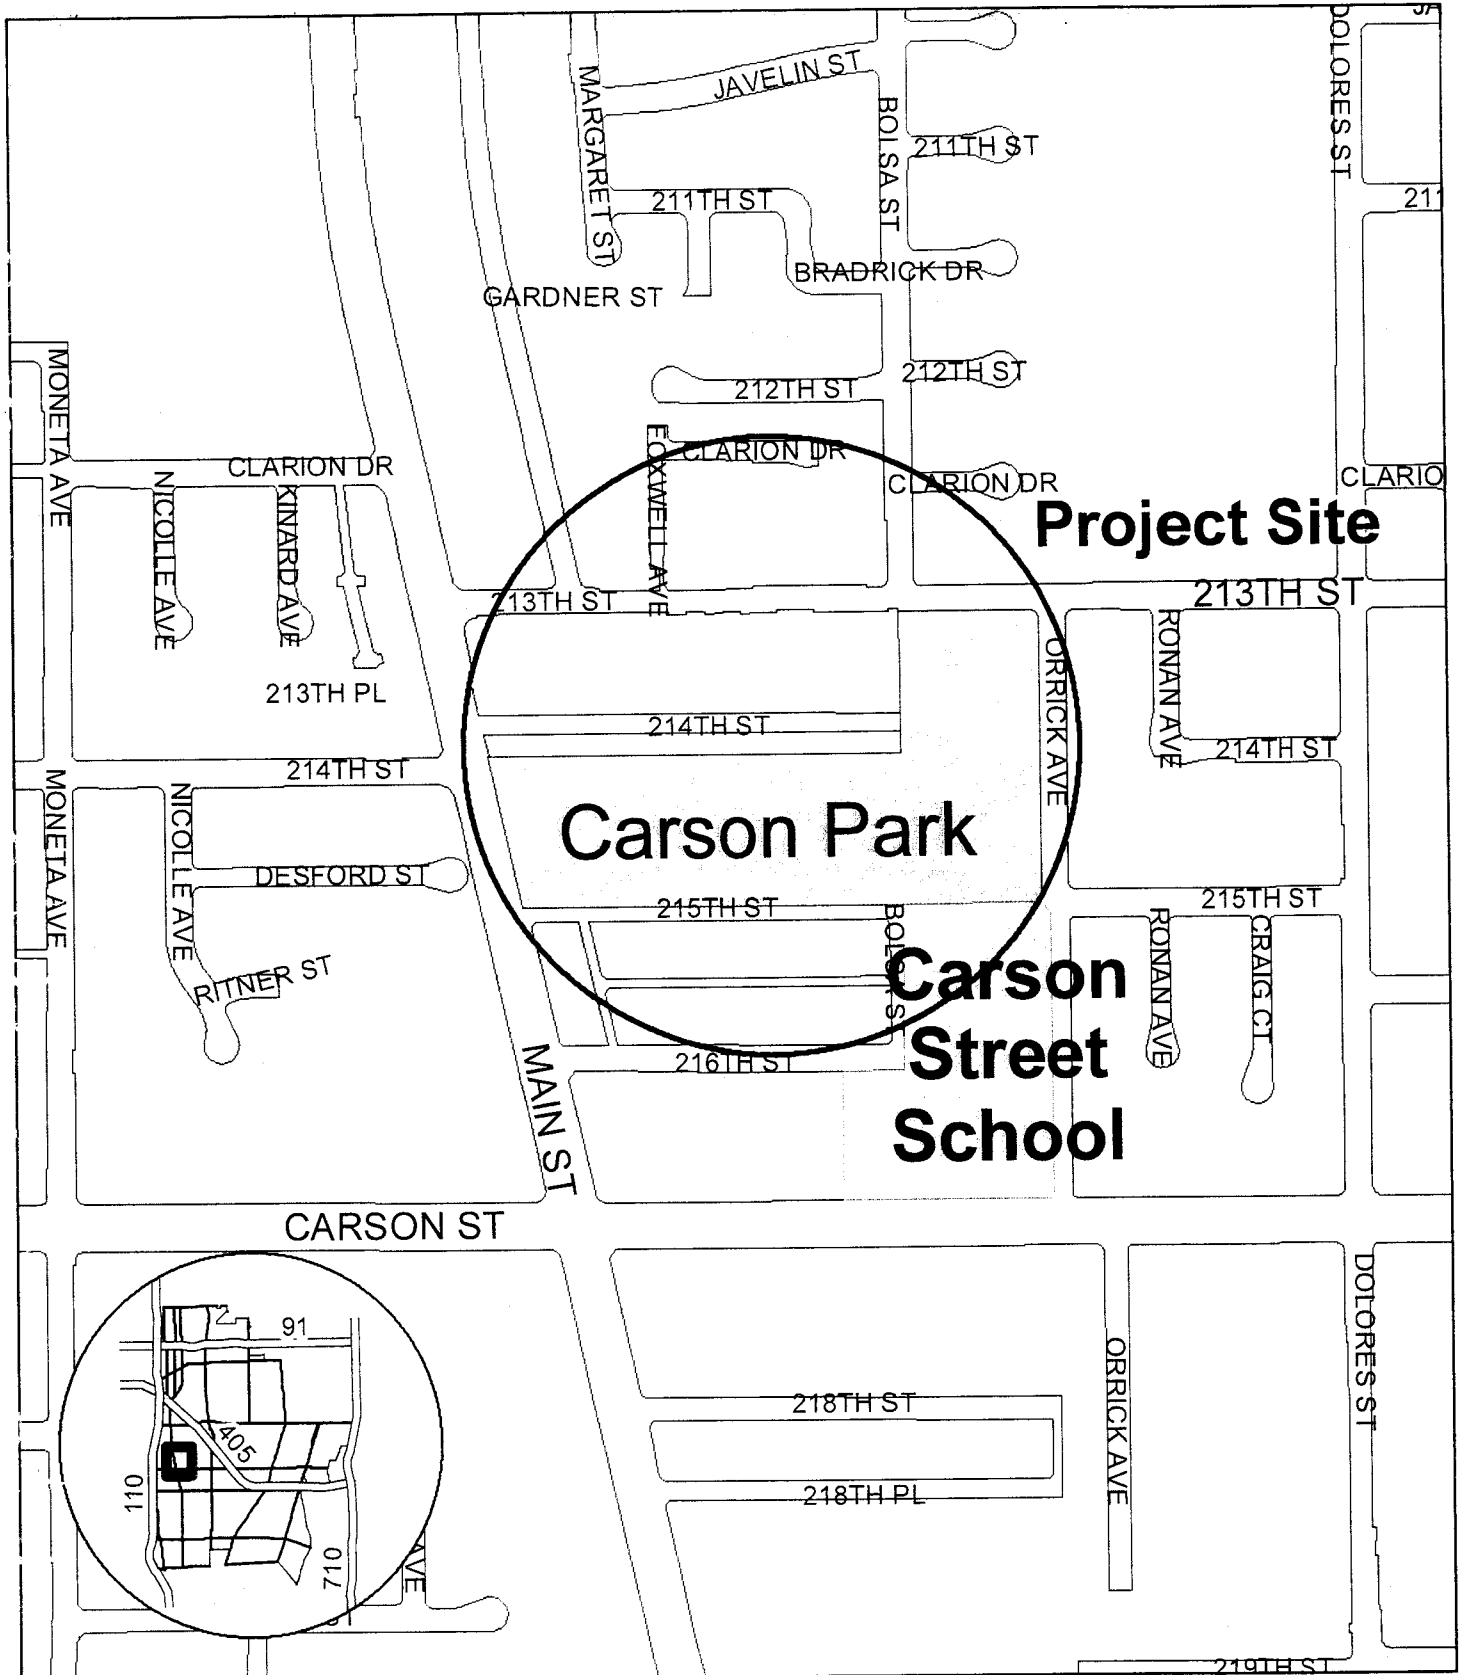 JAVELIN ST
MARGARET ST
BOLSA ST
DOLORES ST
211TH ST
211TH ST
211
BRADRICK DR
GARDNER ST
MONETA AVE
212TH ST
212TH ST
FOXWELL AVE
CLARION DR
CLARION DR
CLARION DR
CLARIO
NICOLLE AVE
KINARD AVE
Project Site
213TH ST
213TH ST
ORRICK AVE
RONAN AVE
213TH PL
214TH ST
214TH ST
214TH ST
MONETA AVE
NICOLLE AVE
Carson Park
DESFORD ST
215TH ST
215TH ST
BOLSA ST
RONAN AVE
CRAIG CT
RITNER ST
Carson
Street
School
MAIN ST
216TH ST
CARSON ST
DOLORES ST
91
405
110
710
AVE
218TH ST
ORRICK AVE
218TH PL
219TH ST